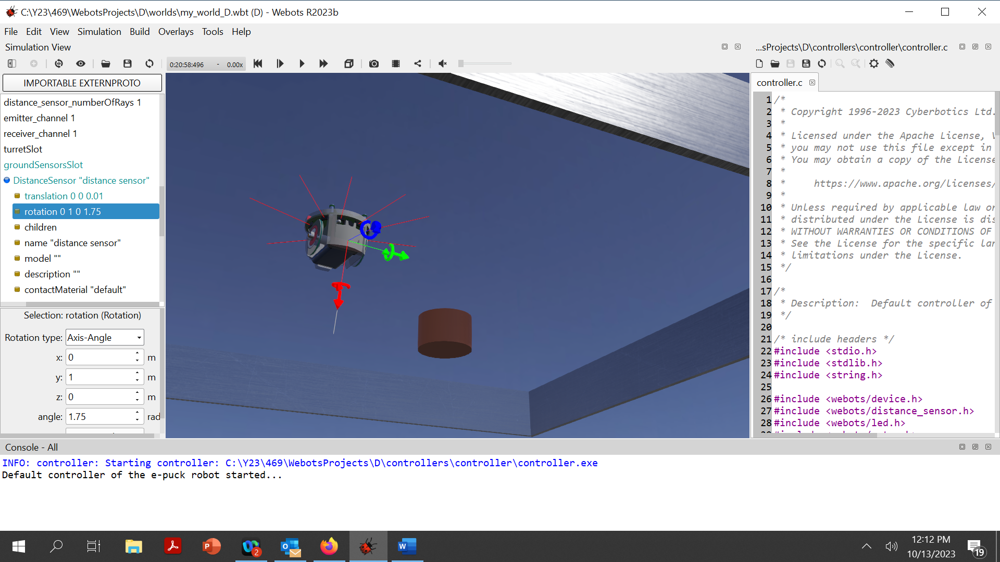 C:\Y23\469\WebotsProjects\D\worlds\my_world_D.wbt (D) - Webots R2023b
File Edit View Simulation Build Overlays Tools Help
Simulation View
...sProjects\D\controllers\controller\controller.c
0:20:58:496 - 0.00x
IMPORTABLE EXTERNPROTO
distance_sensor_numberOfRays 1
emitter_channel 1
receiver_channel 1
turretSlot
groundSensorsSlot
DistanceSensor "distance sensor"
translation 0 0 0.01
rotation 0 1 0 1.75
children
name "distance sensor"
model ""
description ""
contactMaterial "default"
Selection: rotation (Rotation)
Rotation type: Axis-Angle
x: 0 m
y: 1 m
z: 0 m
angle: 1.75 rad
controller.c
1 /*
2 * Copyright 1996-2023 Cyberbotics Ltd.
3 *
4 * Licensed under the Apache License, V
5 * you may not use this file except in
6 * You may obtain a copy of the License
7 *
8 * https://www.apache.org/licenses/
9 *
10 * Unless required by applicable law or
11 * distributed under the License is dis
12 * WITHOUT WARRANTIES OR CONDITIONS OF
13 * See the License for the specific lan
14 * limitations under the License.
15 */
16
17 /*
18 * Description:  Default controller of
19 */
20
21 /* include headers */
22 #include <stdio.h>
23 #include <stdlib.h>
24 #include <string.h>
25
26 #include <webots/device.h>
27 #include <webots/distance_sensor.h>
28 #include <webots/led.h>
Console - All
INFO: controller: Starting controller: C:\Y23\469\WebotsProjects\D\controllers\controller\controller.exe
Default controller of the e-puck robot started...
2
12:12 PM
10/13/2023
19